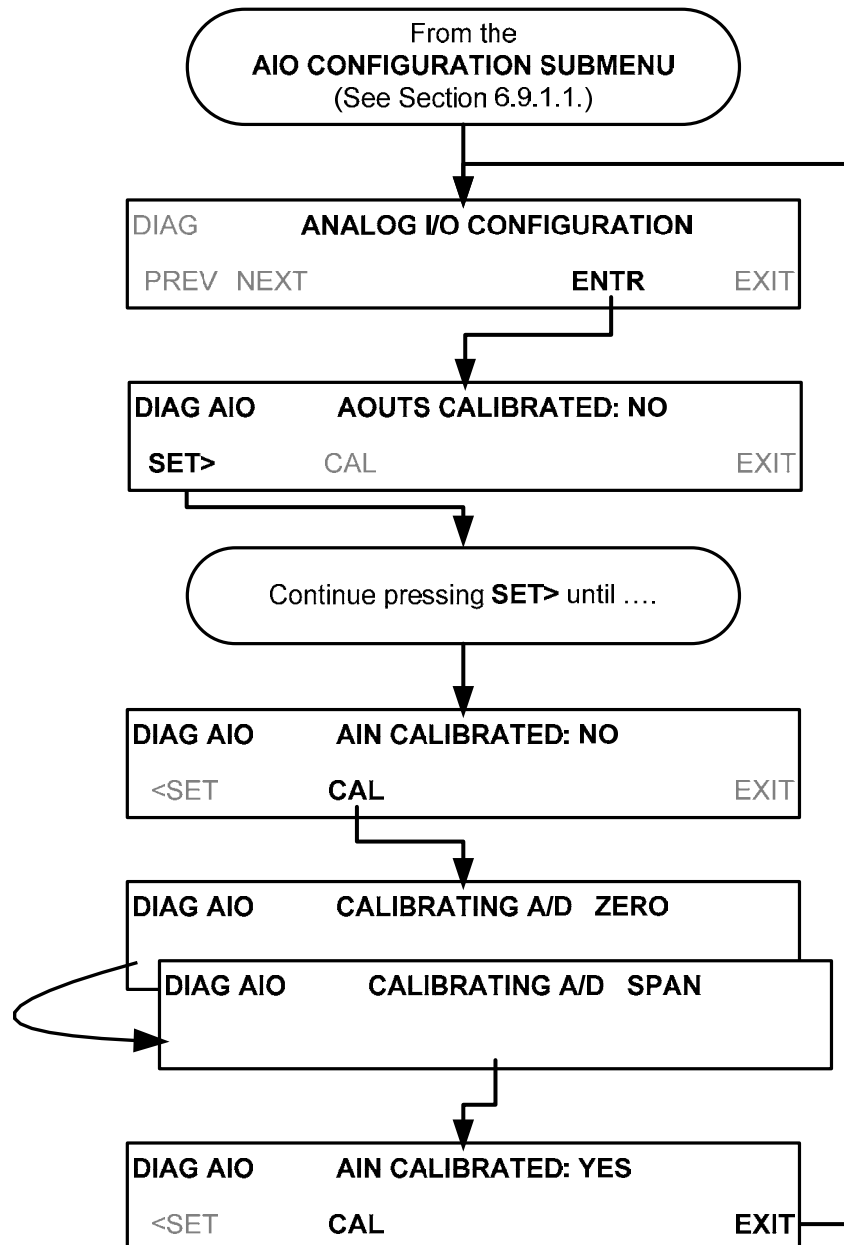 From the
AIO CONFIGURATION SUBMENU
(See Section 6.9.1.1.)
DIAG ANALOG I/O CONFIGURATION
PREV NEXT ENTR EXIT
DIAG AIO AOUTS CALIBRATED: NO
SET> CAL EXIT
Continue pressing SET> until ….
DIAG AIO AIN CALIBRATED: NO
<SET CAL EXIT
DIAG AIO CALIBRATING A/D ZERO
DIAG AIO CALIBRATING A/D SPAN
DIAG AIO AIN CALIBRATED: YES
<SET CAL EXIT